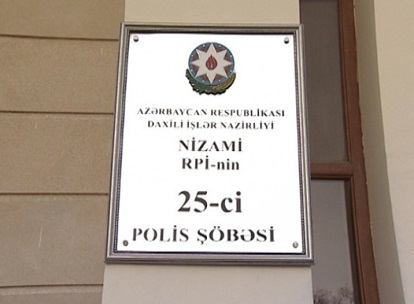 AZƏRBAYCAN RESPUBLİKASI
DAXİLİ İŞLƏR NAZİRLİYİ
NİZAMİ
RPİ-nin
25-ci
POLİS ŞÖBƏSİ